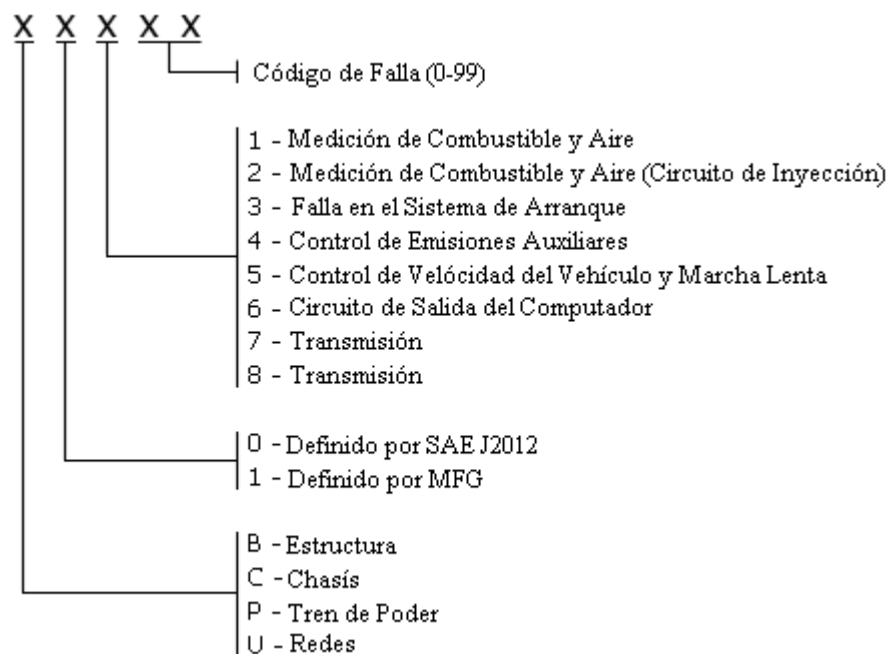 X X X X X
Código de Falla (0-99)
1 - Medición de Combustible y Aire
2 - Medición de Combustible y Aire (Circuito de Inyección)
3 - Falla en el Sistema de Arranque
4 - Control de Emisiones Auxiliares
5 - Control de Velócidad del Vehículo y Marcha Lenta
6 - Circuito de Salida del Computador
7 - Transmisión
8 - Transmisión
0 - Definido por SAE J2012
1 - Definido por MFG
B - Estructura
C - Chasís
P - Tren de Poder
U - Redes